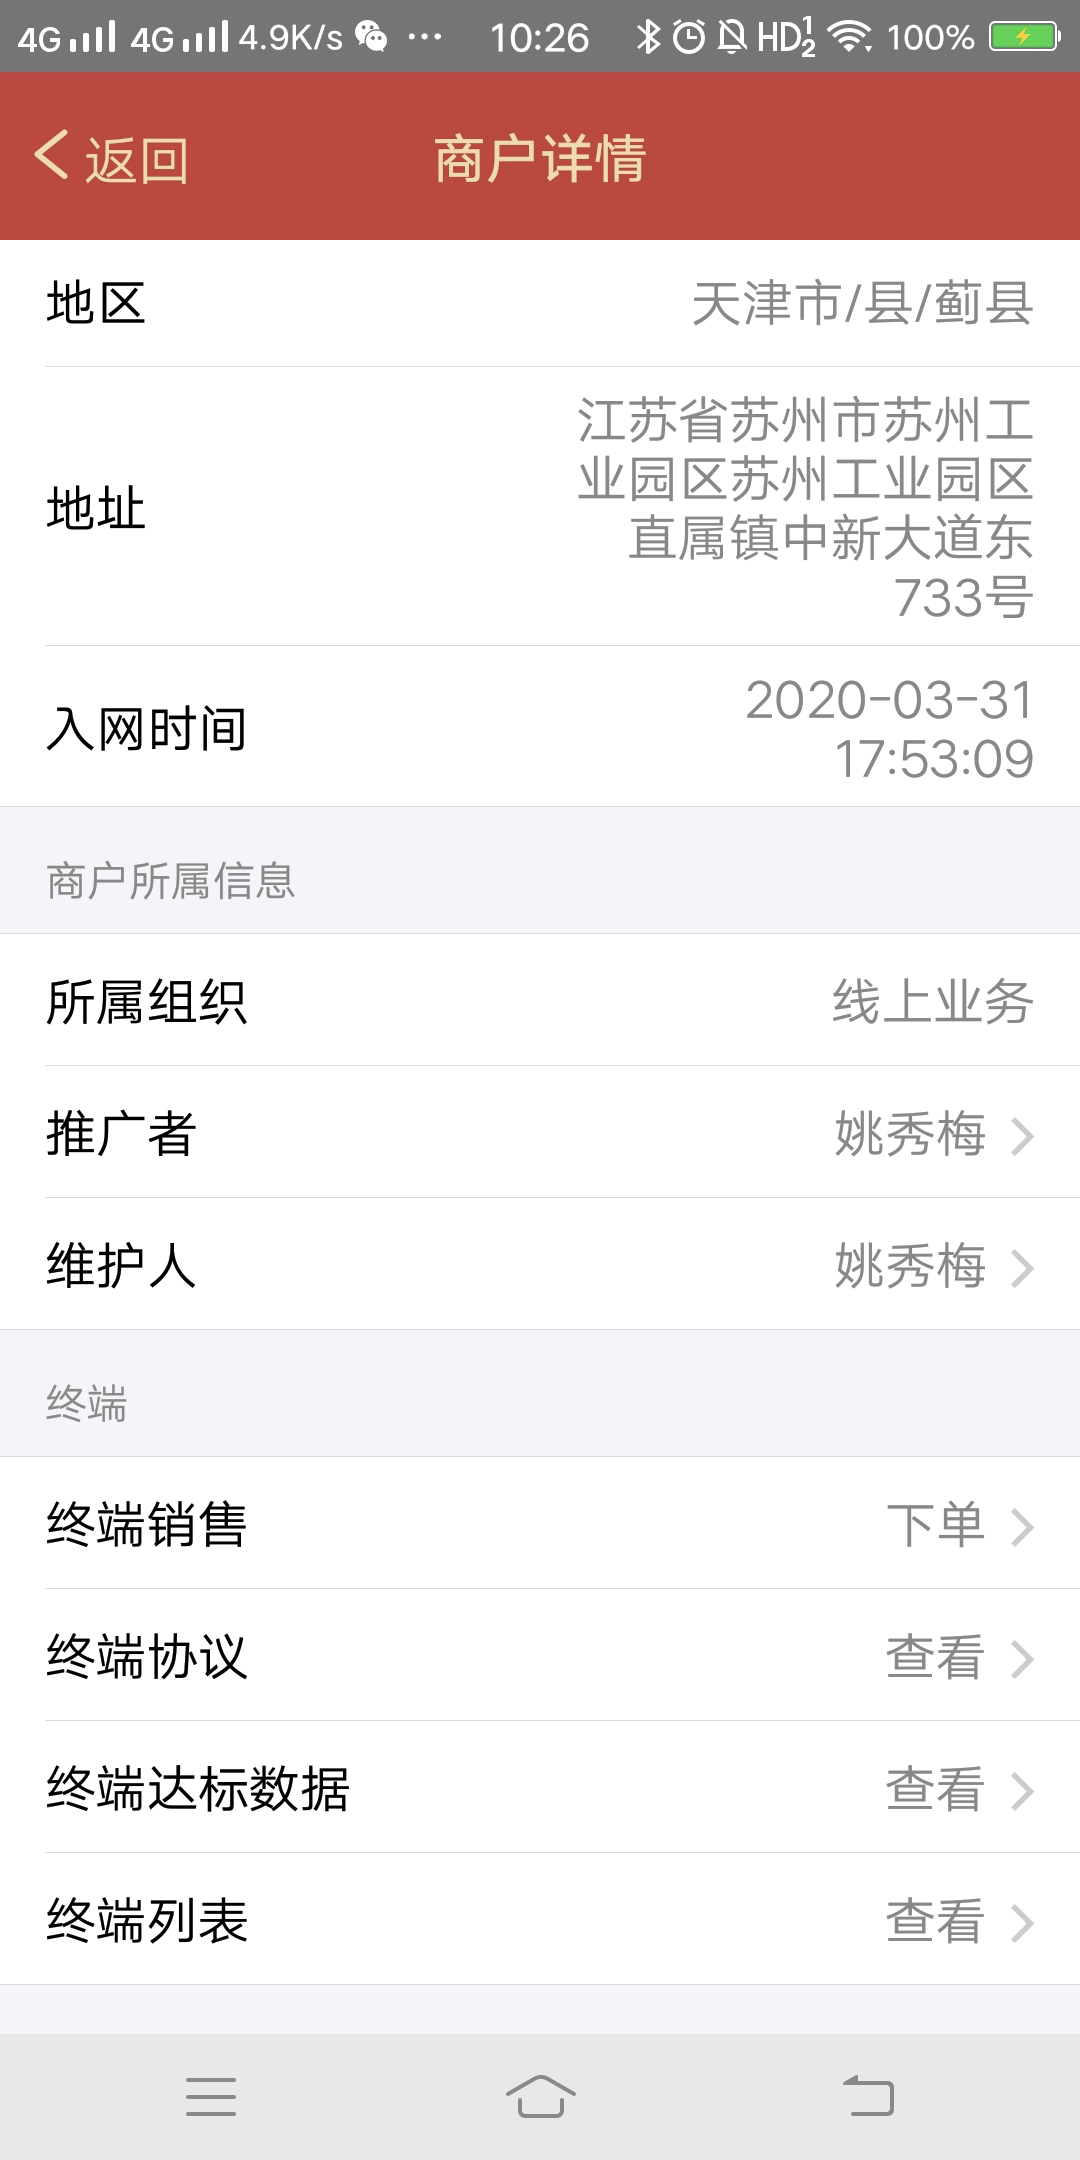 4G 4G 4.9K/s ··· 10:26 HD 1 2 100%
返回 商户详情
地区 天津市/县/蓟县
地址 江苏省苏州市苏州工
业园区苏州工业园区
直属镇中新大道东
733号
入网时间 2020-03-31
17:53:09
商户所属信息
所属组织 线上业务
推广者 姚秀梅
维护人 姚秀梅
终端
终端销售 下单
终端协议 查看
终端达标数据 查看
终端列表 查看